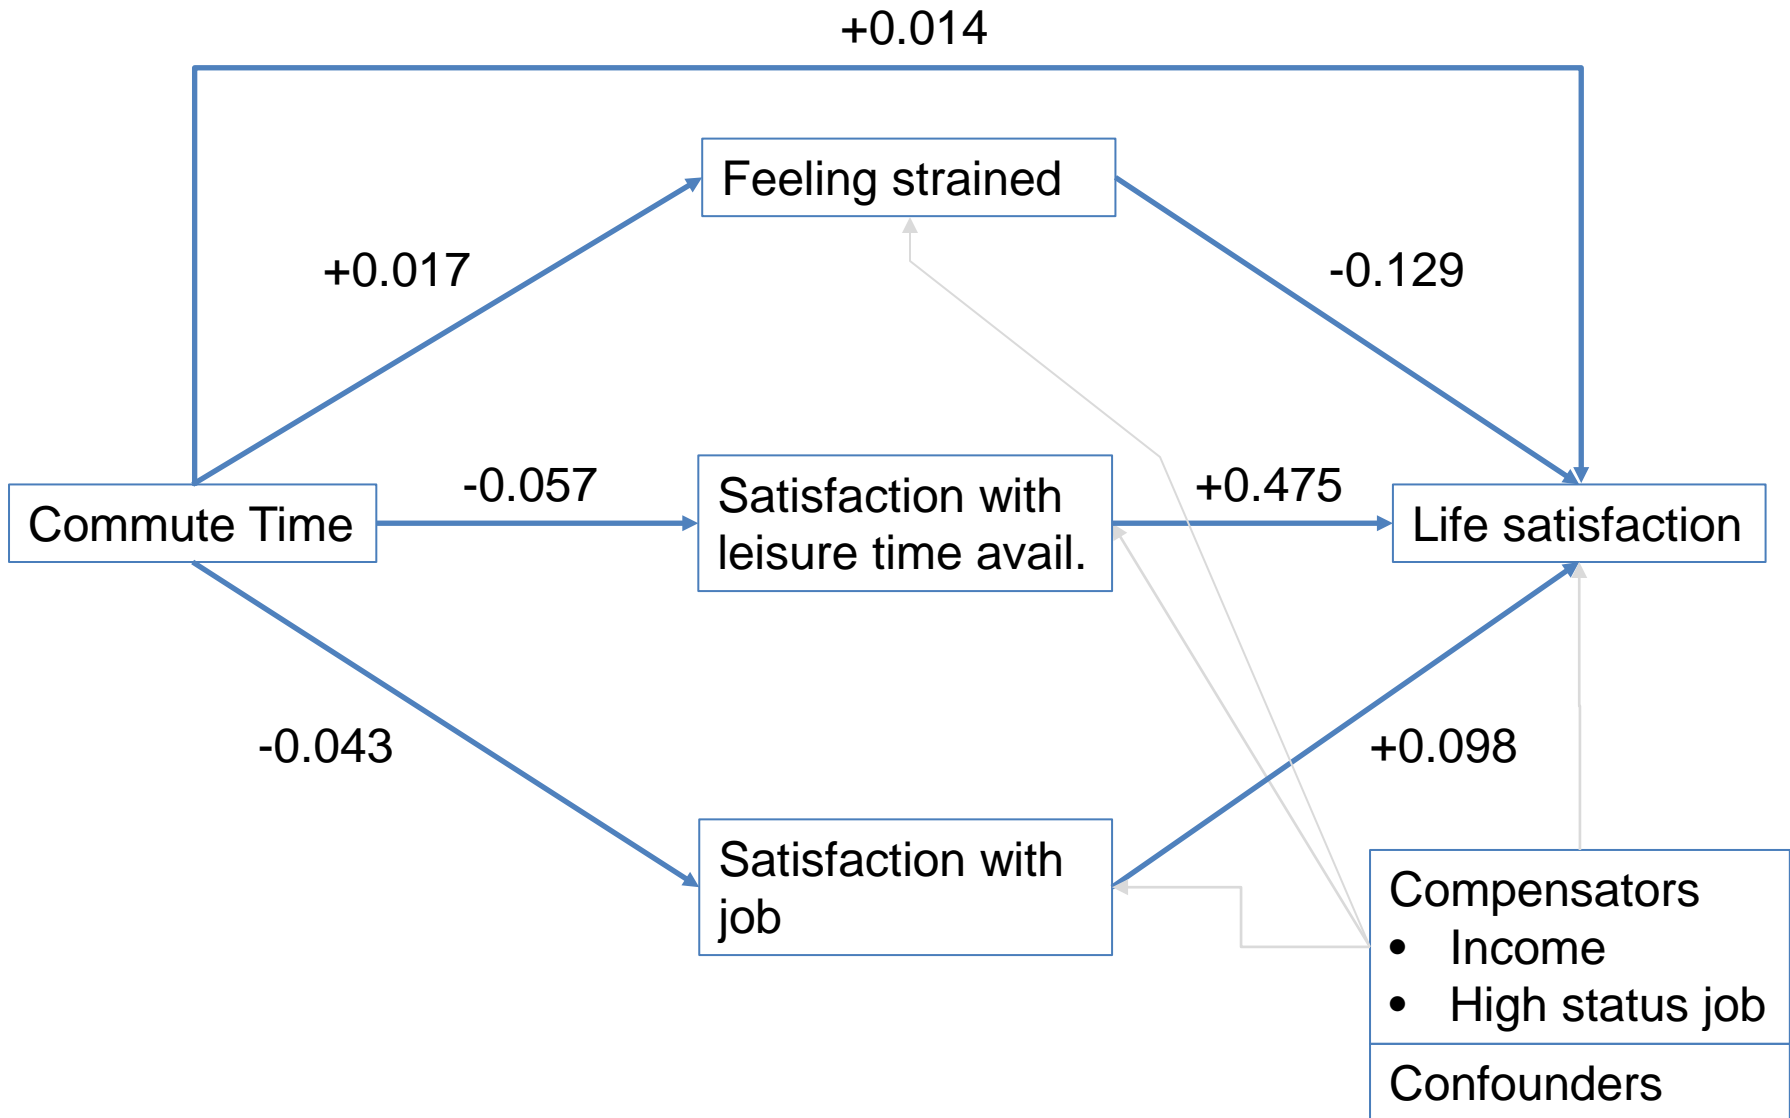 +0.014
Feeling strained
+0.017
-0.129
-0.057
+0.475
Commute Time
Satisfaction with
leisure time avail.
Life satisfaction
-0.043
+0.098
Satisfaction with
job
Compensators
• Income
• High status job
Confounders